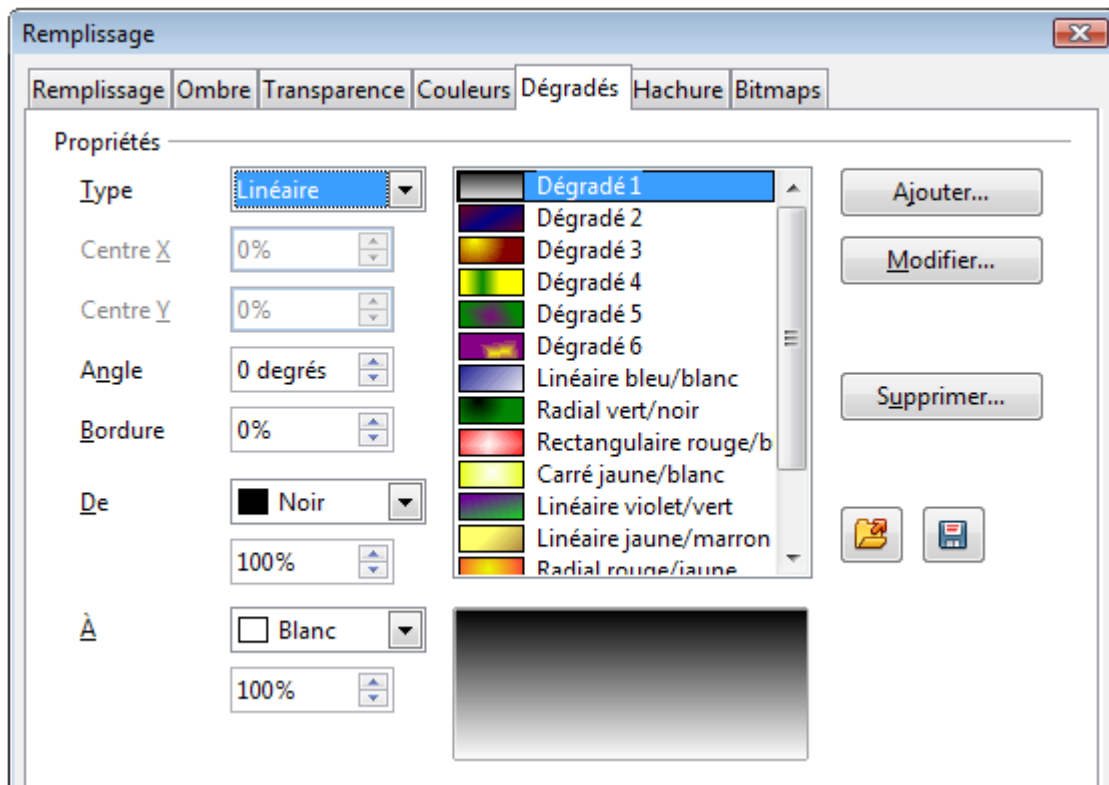 Remplissage
Remplissage Ombre Transparence Couleurs Dégradés Hachure Bitmaps
Propriétés
Type Linéaire
Centre X 0%
Centre Y 0%
Angle 0 degrés
Bordure 0%
De Noir
100%
À Blanc
100%
Dégradé 1
Dégradé 2
Dégradé 3
Dégradé 4
Dégradé 5
Dégradé 6
Linéaire bleu/blanc
Radial vert/noir
Rectangulaire rouge/b
Carré jaune/blanc
Linéaire violet/vert
Linéaire jaune/marron
Radial rouge/jaune
Ajouter...
Modifier...
Supprimer...